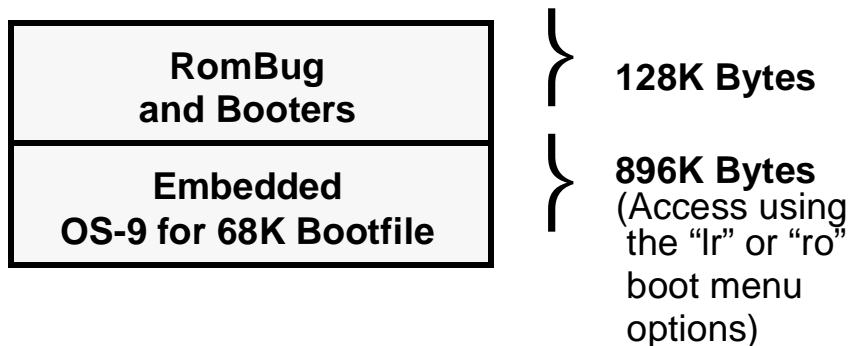 RomBug
and Booters
128K Bytes
Embedded
OS-9 for 68K Bootfile
896K Bytes
(Access using
the “lr” or “ro”
boot menu
options)